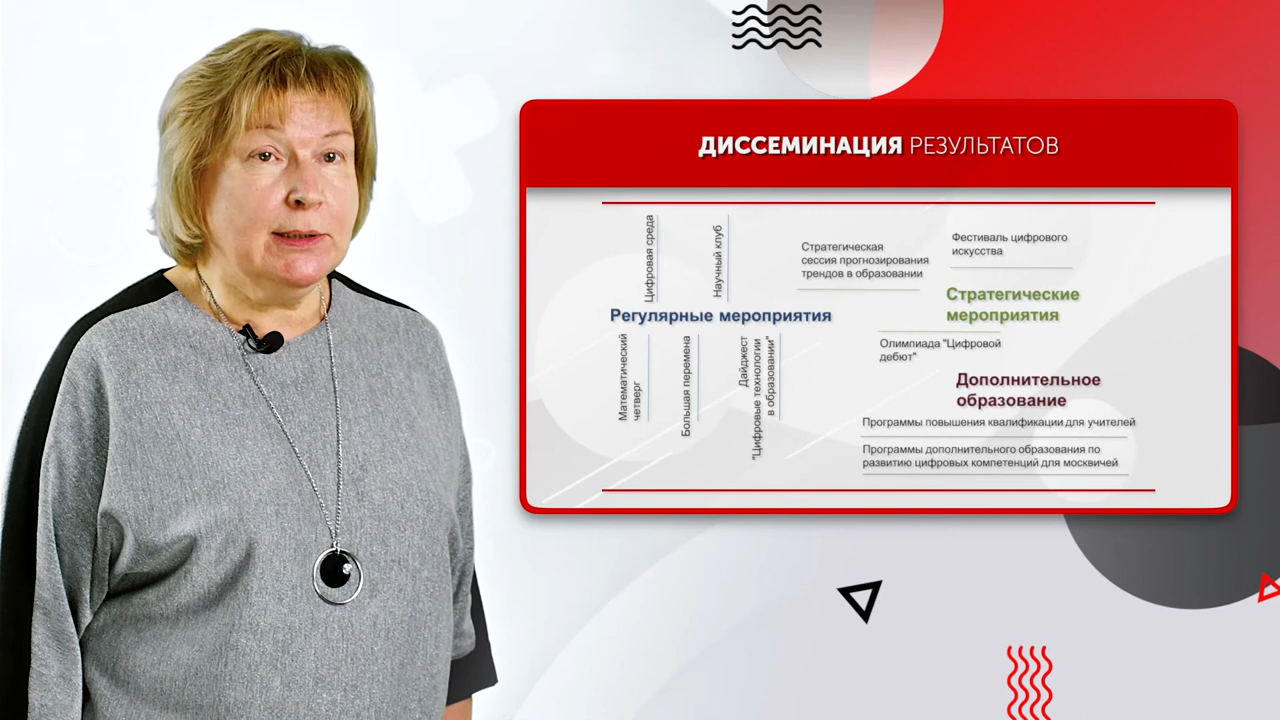 ДИССЕМИНАЦИЯ РЕЗУЛЬТАТОВ
Цифровая среда
Научный клуб
Стратегическая
сессия прогнозирования
трендов в образовании
Фестиваль цифрового
искусства
Регулярные мероприятия
Стратегические
мероприятия
Математический
четверг
Большая перемена
Дайджест
"Цифровые технологии
в образовании"
Олимпиада "Цифровой
дебют"
Дополнительное
образование
Программы повышения квалификации для учителей
Программы дополнительного образования по
развитию цифровых компетенций для москвичей